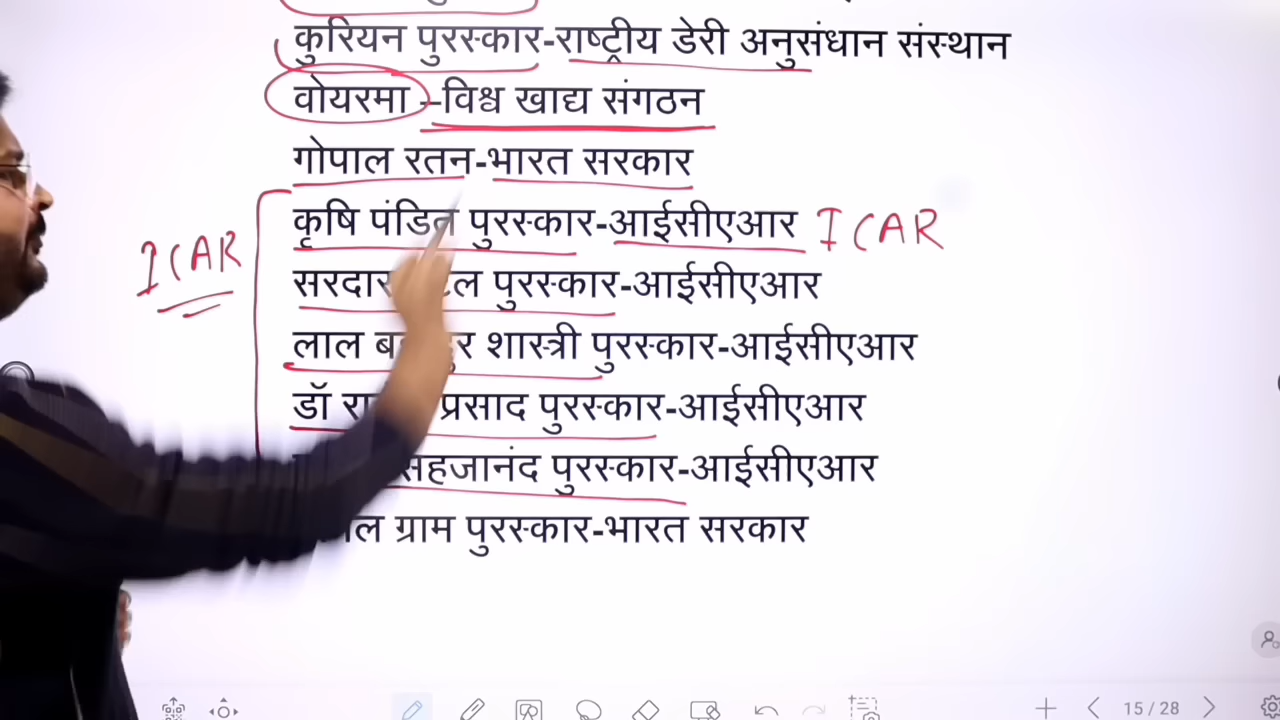 कुरियन पुरस्कार-राष्ट्रीय डेरी अनुसंधान संस्थान
वोयरमा -विश्व खाद्य संगठन
गोपाल रतन-भारत सरकार
कृषि पंडित पुरस्कार-आईसीएआर ICAR
ICAR
सरदार पुरस्कार-आईसीएआर
लाल शास्त्री पुरस्कार-आईसीएआर
डॉ प्रसाद पुरस्कार-आईसीएआर
सहजानंद पुरस्कार-आईसीएआर
ग्राम पुरस्कार-भारत सरकार
15 / 28